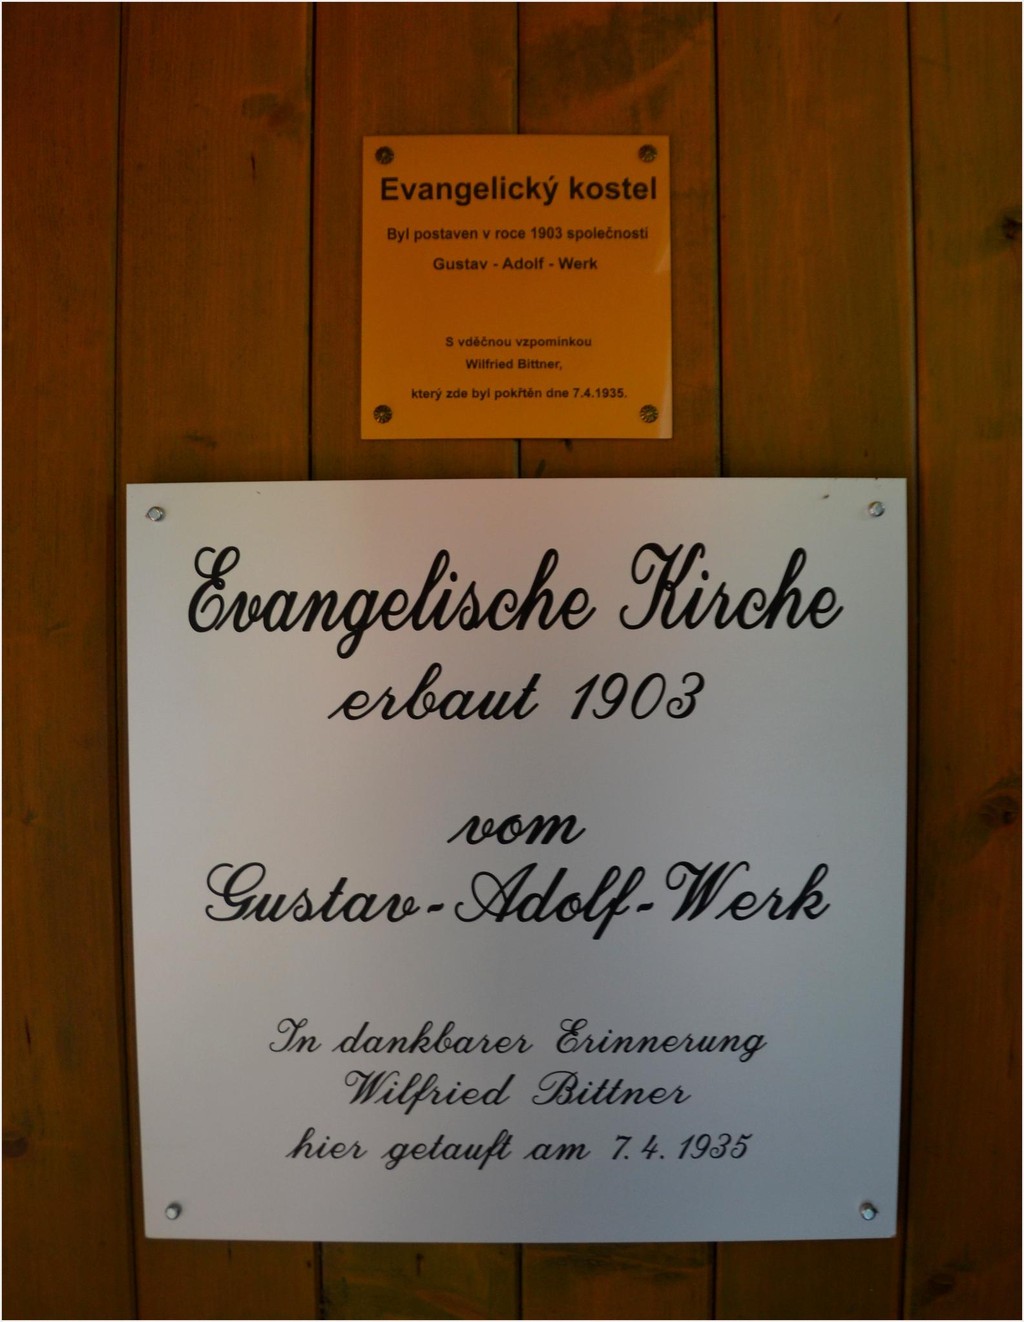 Evangelický kostel
Byl postaven v roce 1903 společností
Gustav - Adolf - Werk
S vděčnou vzpomínkou
Wilfried Bittner,
který zde byl pokřtěn dne 7.4.1935.
Evangelische Kirche
erbaut 1903
vom
Gustav-Adolf-Werk
In dankbarer Erinnerung
Wilfried Bittner
hier getauft am 7.4.1935